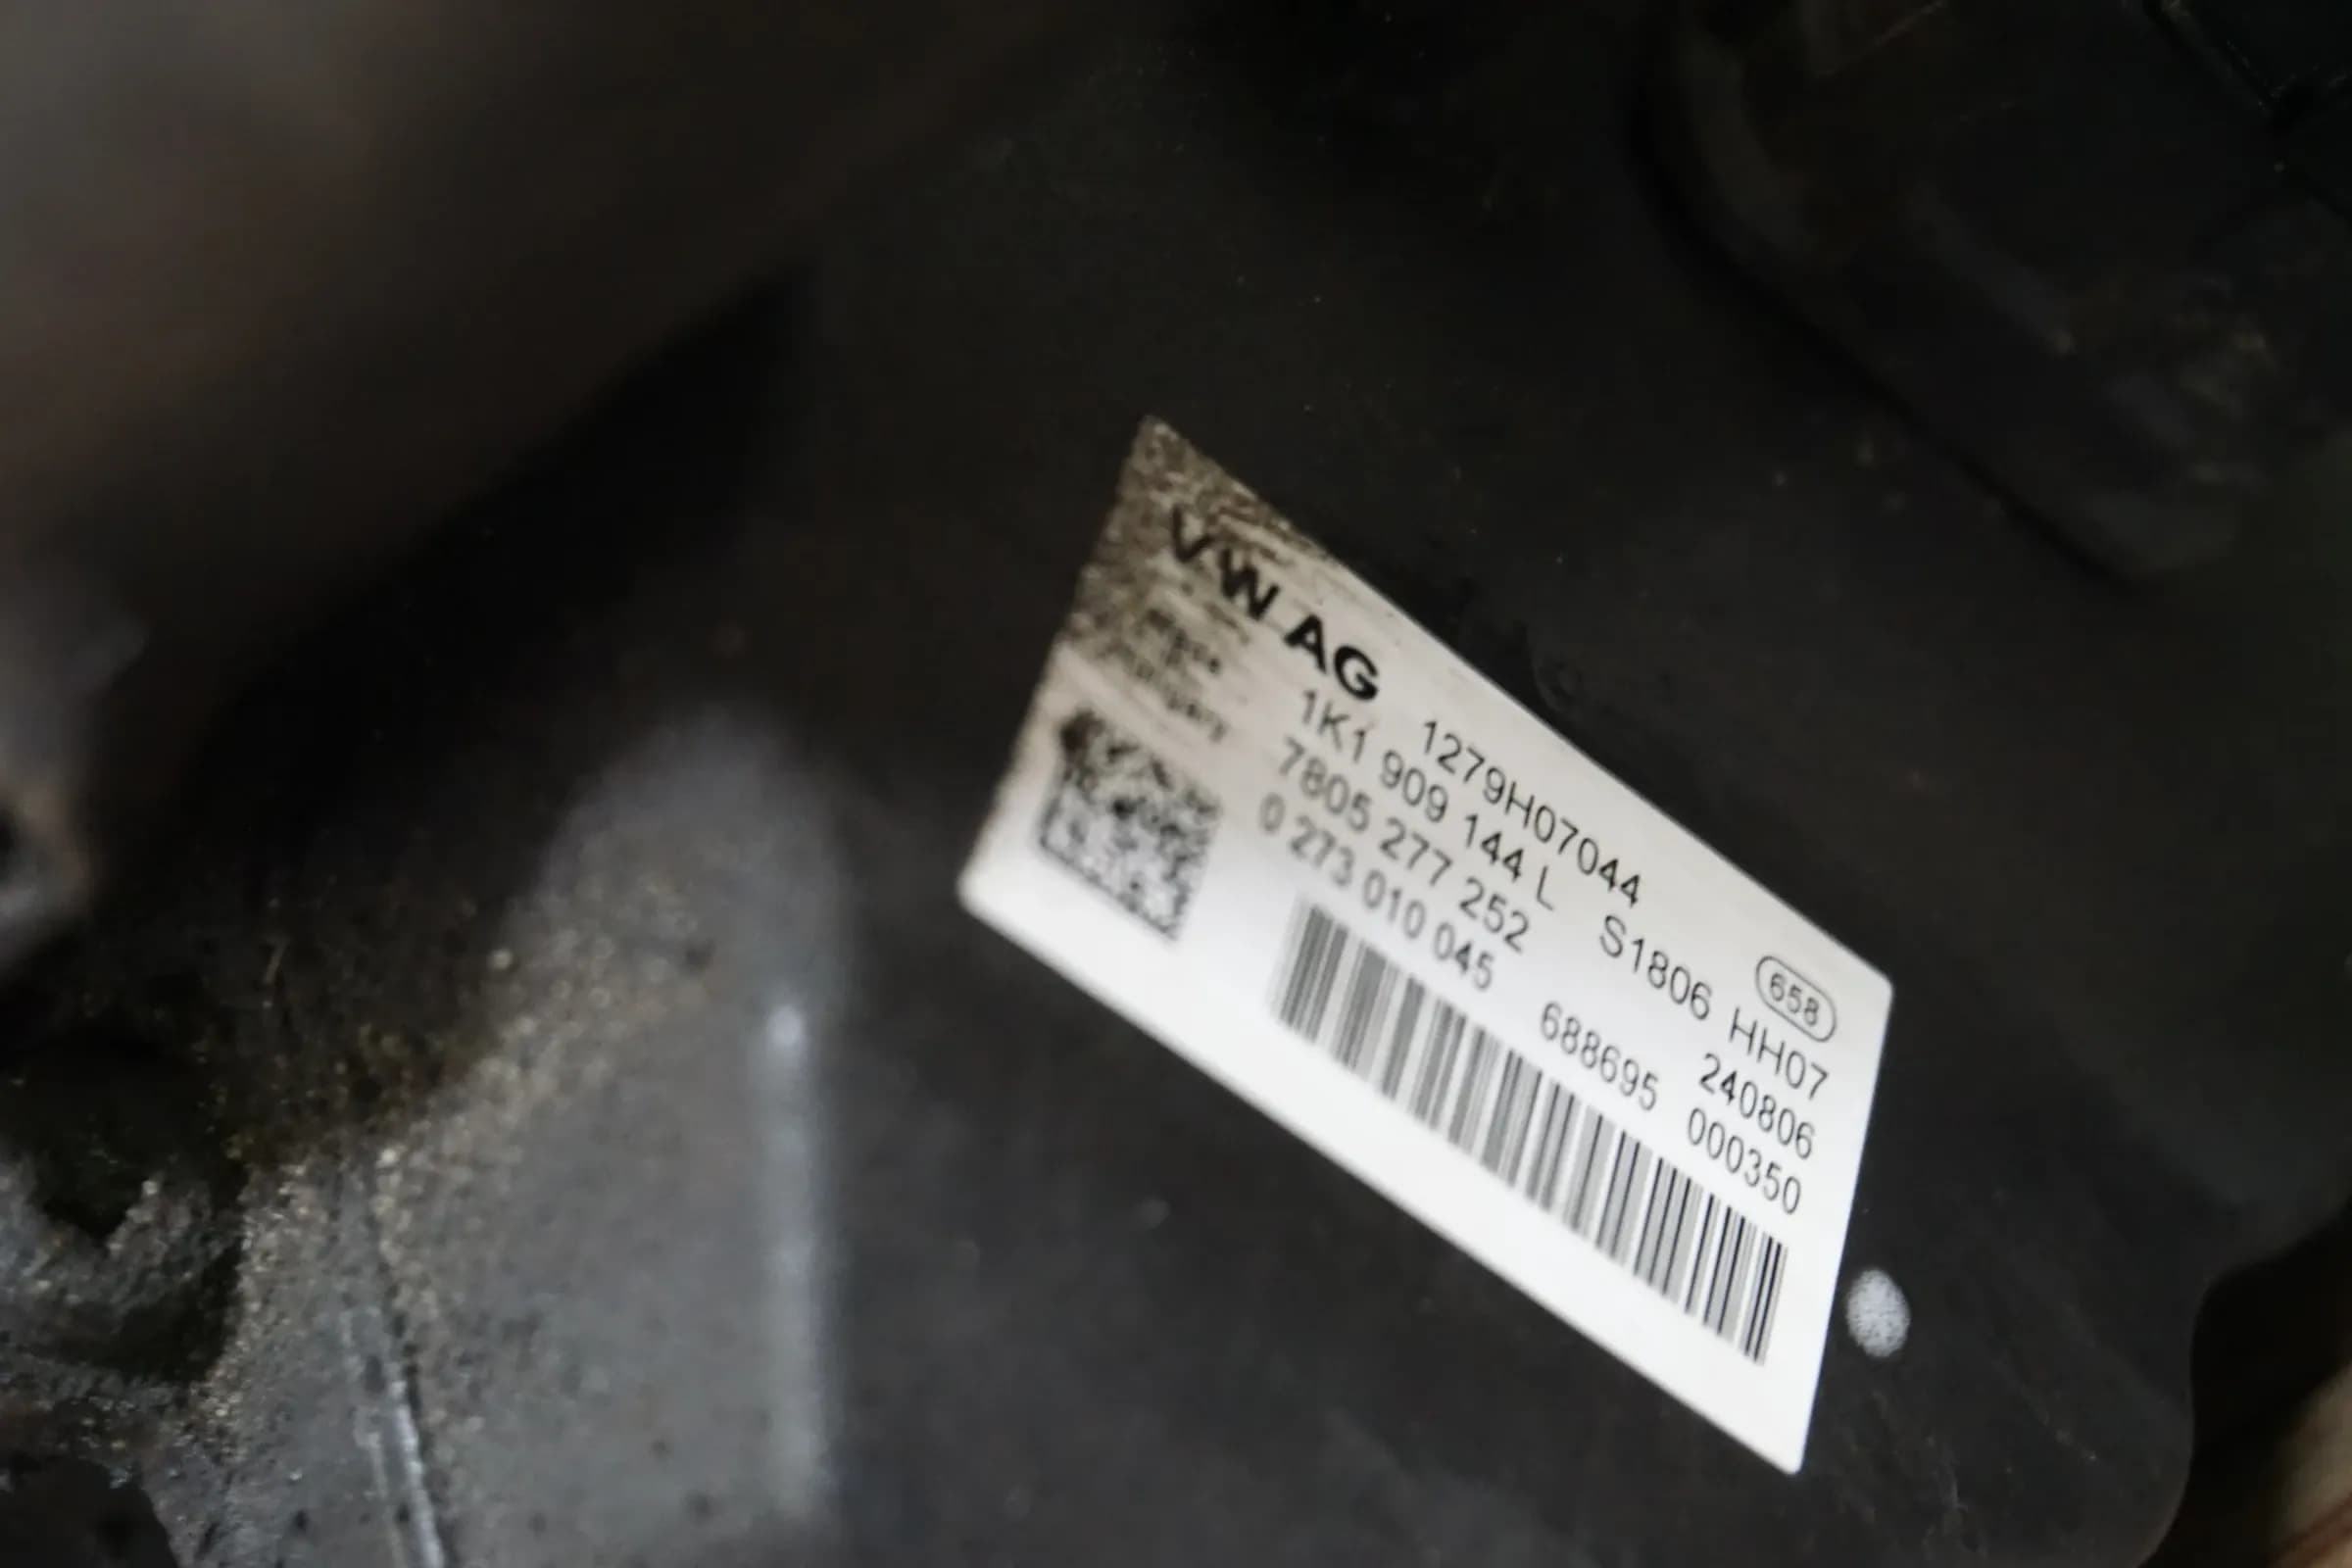 VW AG 1279H07044 658
1K1 909 144 L S1806 HH07
7805 277 252 240806
0 273 010 045 688695 000350